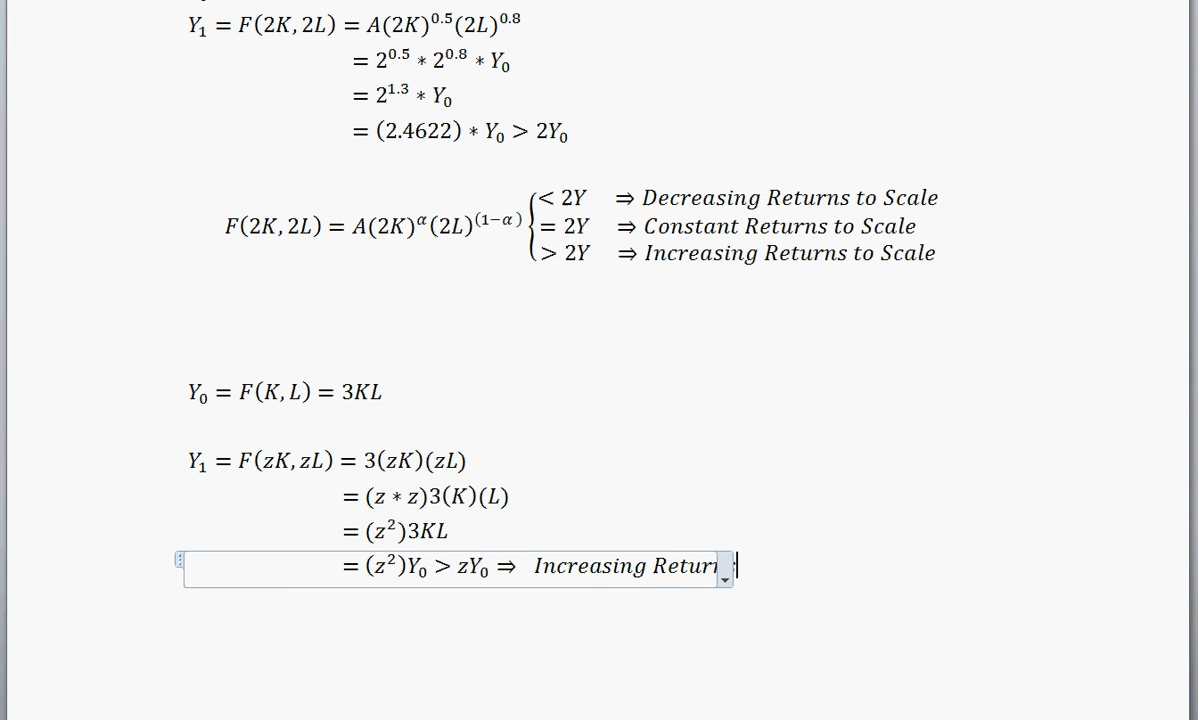 Y₁ = F(2K, 2L) = A(2K)^0.5(2L)^0.8
= 2^0.5 * 2^0.8 * Y₀
= 2^1.3 * Y₀
= (2.4622) * Y₀ > 2Y₀
F(2K, 2L) = A(2K)^α(2L)^(1−α) { < 2Y ⇒ Decreasing Returns to Scale
= 2Y ⇒ Constant Returns to Scale
> 2Y ⇒ Increasing Returns to Scale
Y₀ = F(K, L) = 3KL
Y₁ = F(zK, zL) = 3(zK)(zL)
= (z * z)3(K)(L)
= (z²)3KL
= (z²)Y₀ > zY₀ ⇒ Increasing